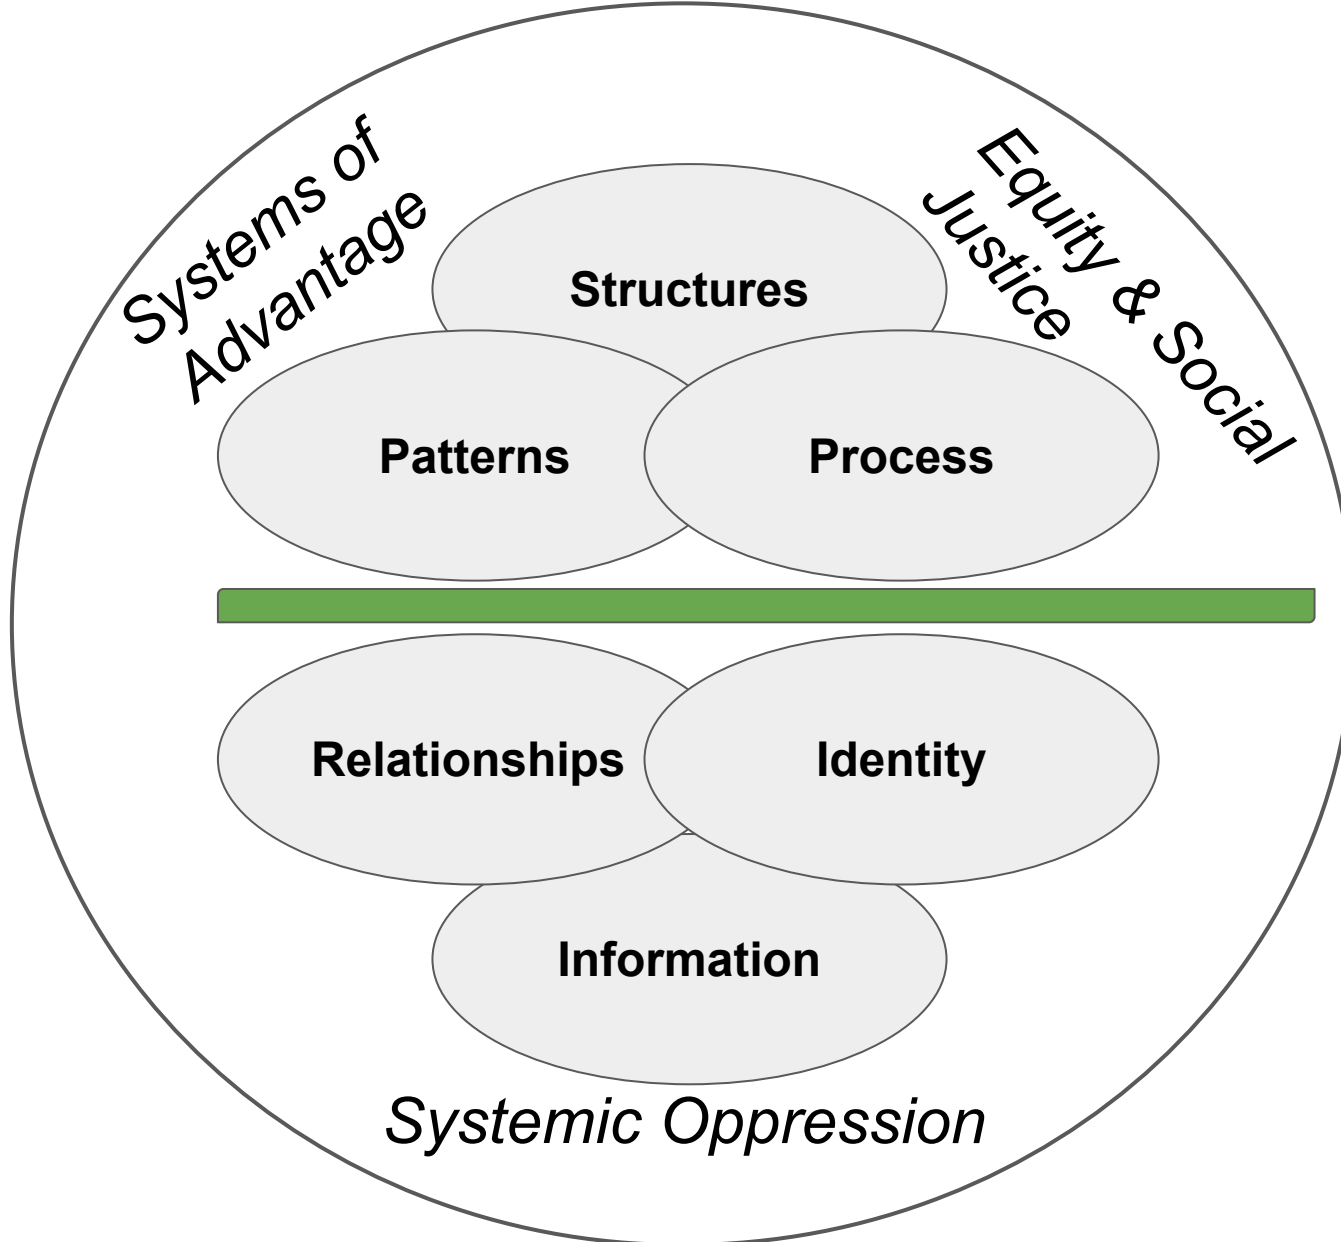 Systems of
Advantage
Equity & Social
Justice
Structures
Patterns
Process
Relationships
Identity
Information
Systemic Oppression